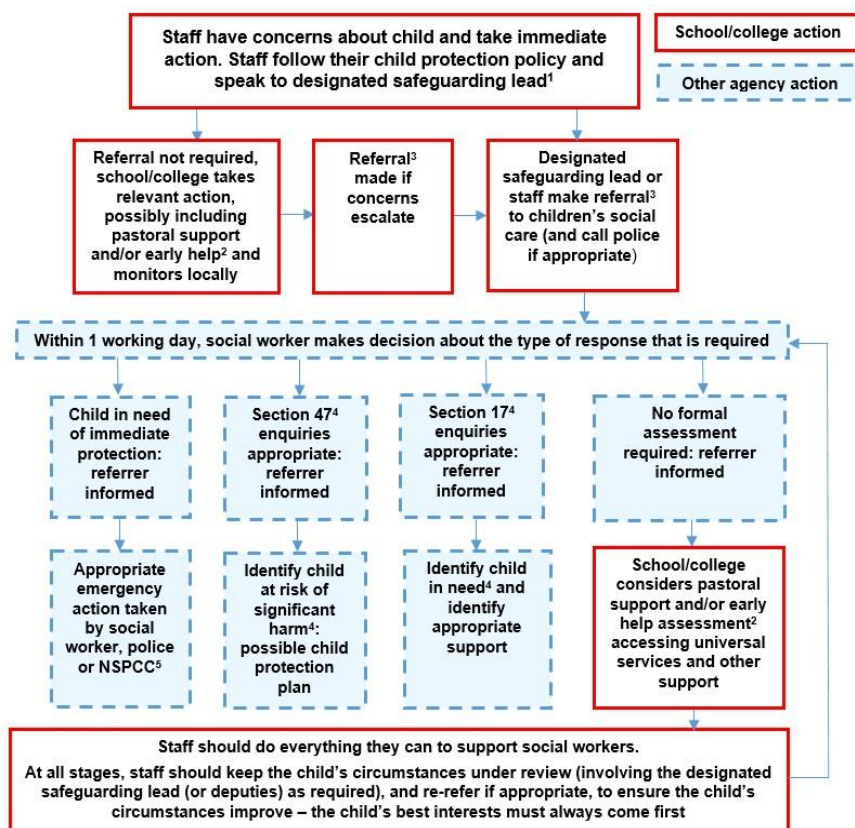 Staff have concerns about child and take immediate
action. Staff follow their child protection policy and
speak to designated safeguarding lead¹
School/college action
Other agency action
Referral not required,
school/college takes
relevant action,
possibly including
pastoral support
and/or early help² and
monitors locally
Referral³
made if
concerns
escalate
Designated
safeguarding lead or
staff make referral³
to children’s social
care (and call police
if appropriate)
Within 1 working day, social worker makes decision about the type of response that is required
Child in need
of immediate
protection:
referrer
informed
Section 47⁴
enquiries
appropriate:
referrer
informed
Section 17⁴
enquiries
appropriate:
referrer
informed
No formal
assessment
required: referrer
informed
Appropriate
emergency
action taken
by social
worker, police
or NSPCC⁵
Identify child
at risk of
significant
harm⁴:
possible child
protection
plan
Identify child
in need⁴ and
identify
appropriate
support
School/college
considers pastoral
support and/or early
help assessment²
accessing universal
services and other
support
Staff should do everything they can to support social workers.
At all stages, staff should keep the child’s circumstances under review (involving the designated
safeguarding lead (or deputies) as required), and re-refer if appropriate, to ensure the child’s
circumstances improve – the child’s best interests must always come first